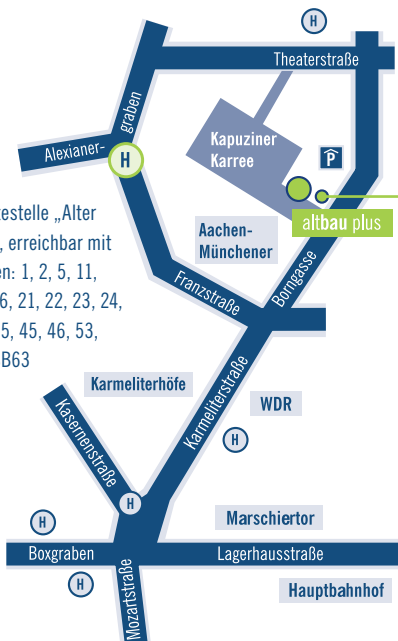 H
Theaterstraße
graben
Alexianer-
H
Kapuziner
Karree
P
altbau plus
Aachen-
Münchener
estelle „Alter
, erreichbar mit
en: 1, 2, 5, 11,
6, 21, 22, 23, 24,
5, 45, 46, 53,
B63
Franzstraße
Borngasse
Karmeliterhöfe
Karmeliterstraße
WDR
H
Kasernenstraße
H
H
Marschiertor
Boxgraben
Lagerhausstraße
H
Mozartstraße
Hauptbahnhof